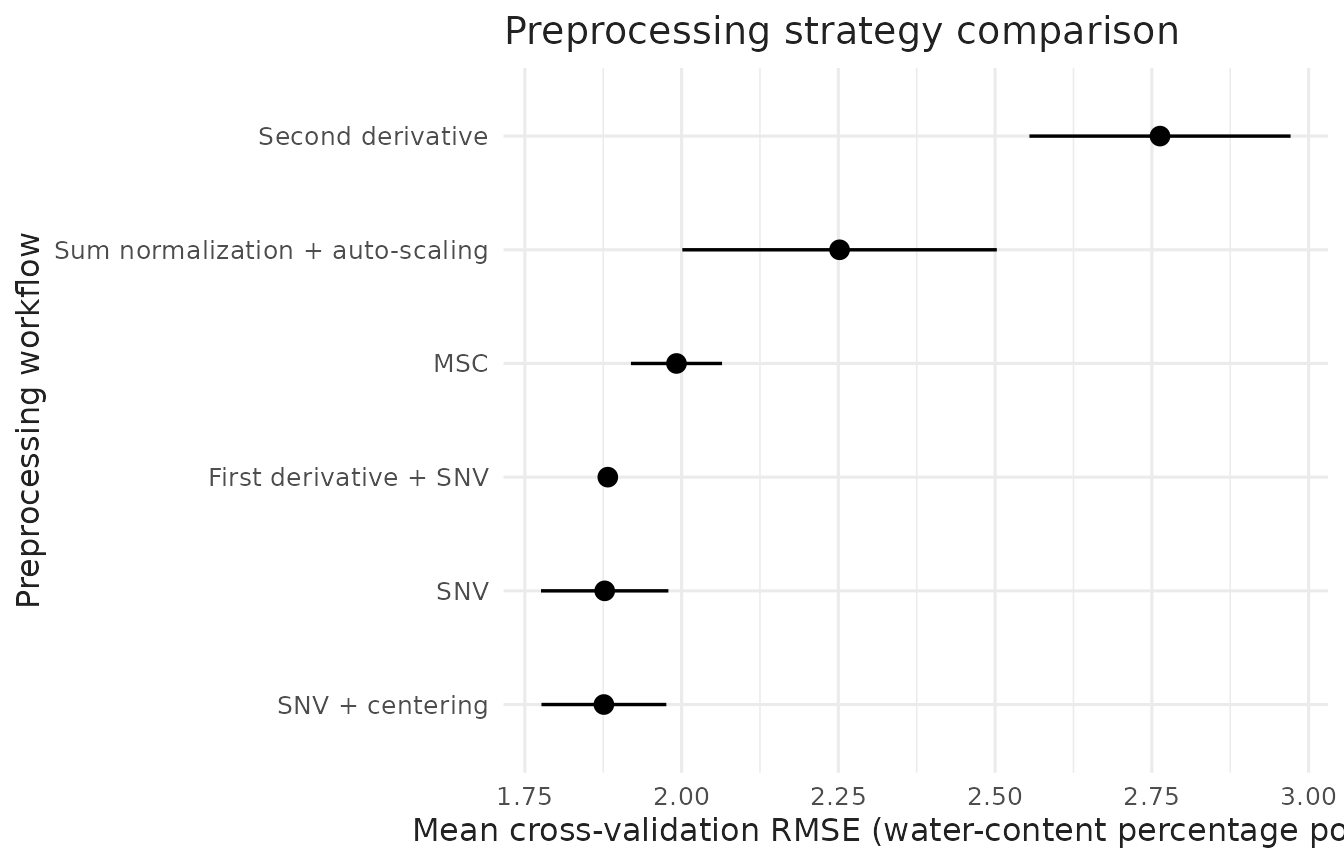 Preprocessing strategy comparison
Preprocessing workflow
Second derivative
Sum normalization + auto-scaling
MSC
First derivative + SNV
SNV
SNV + centering
1.75 2.00 2.25 2.50 2.75 3.00
Mean cross-validation RMSE (water-content percentage po